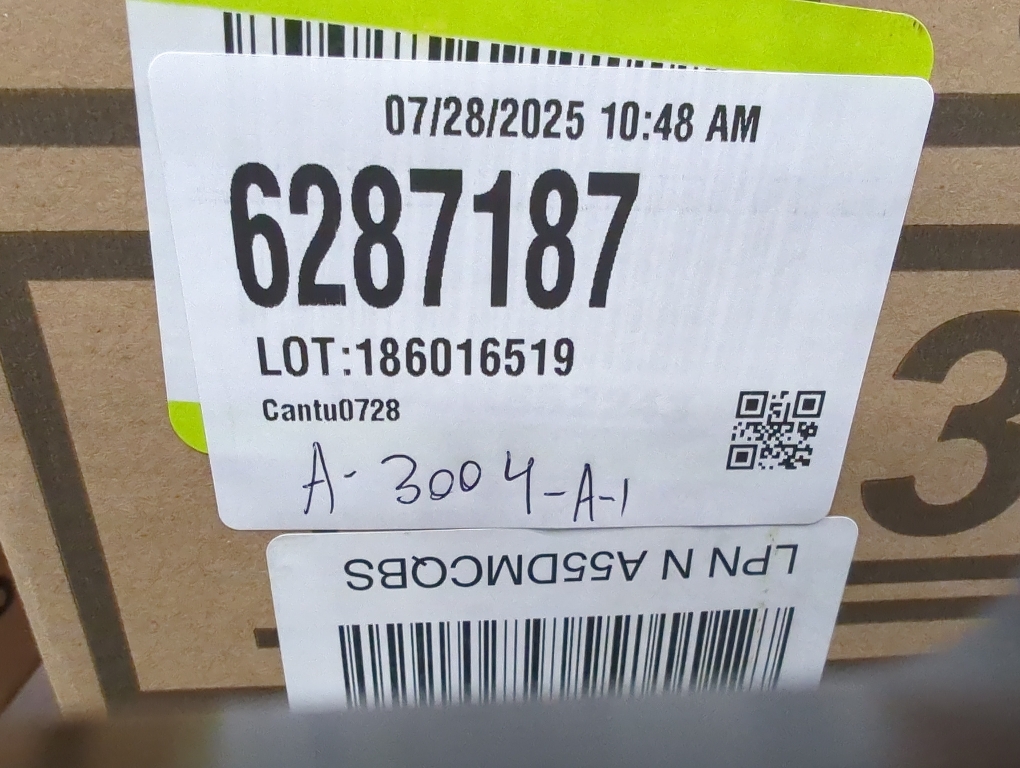 07/28/2025 10:48 AM
6287187
LOT:186016519
Cantu0728
A-3004-A-1
LPN N A55DMCQBS
3